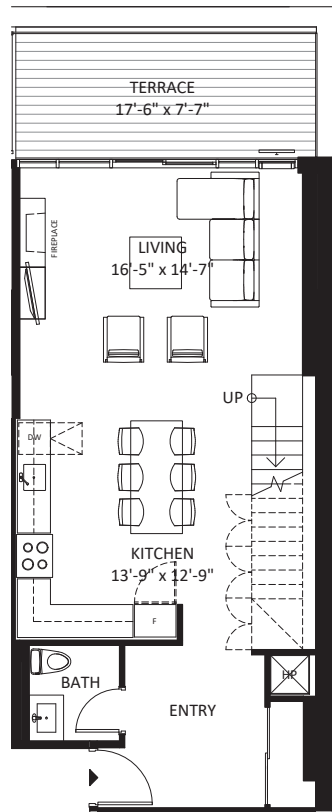 TERRACE
17'-6" x 7'-7"
FIREPLACE
LIVING
16'-5" x 14'-7"
UP
DW
KITCHEN
13'-9" x 12'-9"
F
BATH
HP
ENTRY